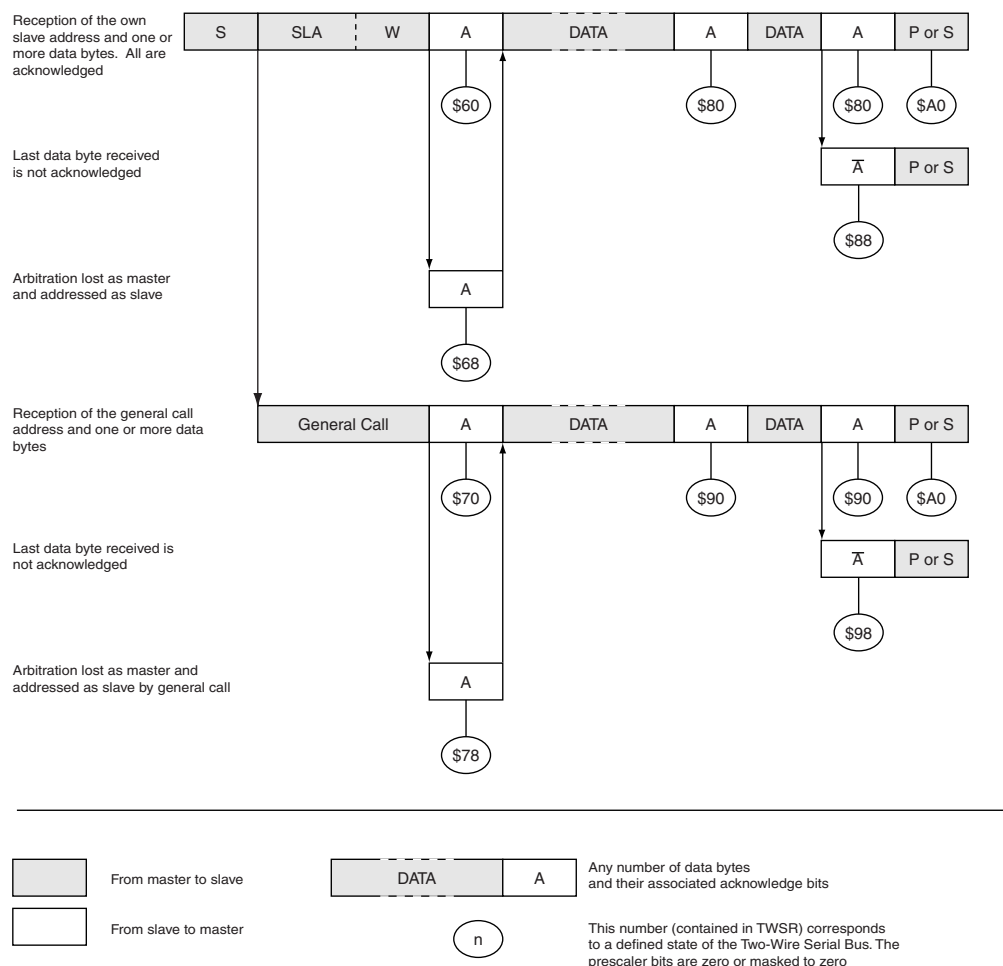 Reception of the own
slave address and one or
more data bytes. All are
acknowledged
S SLA W A DATA A DATA A P or S
$60 $80 $80 $A0
Last data byte received
is not acknowledged
A̅ P or S
$88
Arbitration lost as master
and addressed as slave
A
$68
Reception of the general call
address and one or more data
bytes
General Call A DATA A DATA A P or S
$70 $90 $90 $A0
Last data byte received is
not acknowledged
A̅ P or S
$98
Arbitration lost as master and
addressed as slave by general call
A
$78
From master to slave
DATA A
Any number of data bytes
and their associated acknowledge bits
From slave to master
n
This number (contained in TWSR) corresponds
to a defined state of the Two-Wire Serial Bus. The
prescaler bits are zero or masked to zero